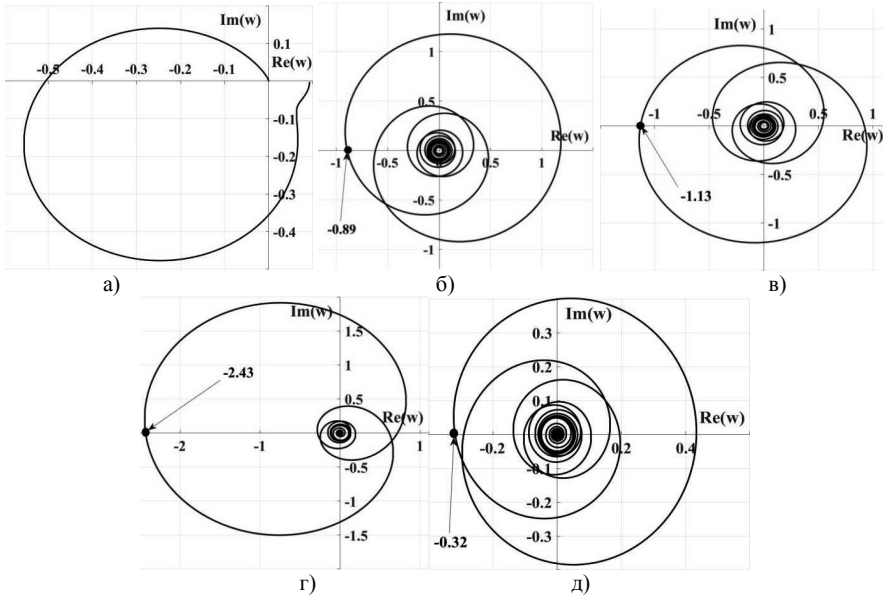 Im(w)
0.1
Re(w)
-0.5 -0.4 -0.3 -0.2 -0.1
-0.1
-0.2
-0.3
-0.4
а)
Im(w)
1
0.5
Re(w)
-1 -0.5 0 0.5 1
-0.5
-1
-0.89
б)
Im(w)
1
0.5
-1 -0.5 0.5 1
Re(w)
-0.5
-1
-1.13
в)
Im(w)
1.5
1
0.5
-2.43
Re(w)
-2 -1 1
-0.5
-1
-1.5
г)
Im(w)
0.3
0.2
0.1
Re(w)
-0.2 0.2 0.4
-0.1
-0.2
-0.3
-0.32
д)